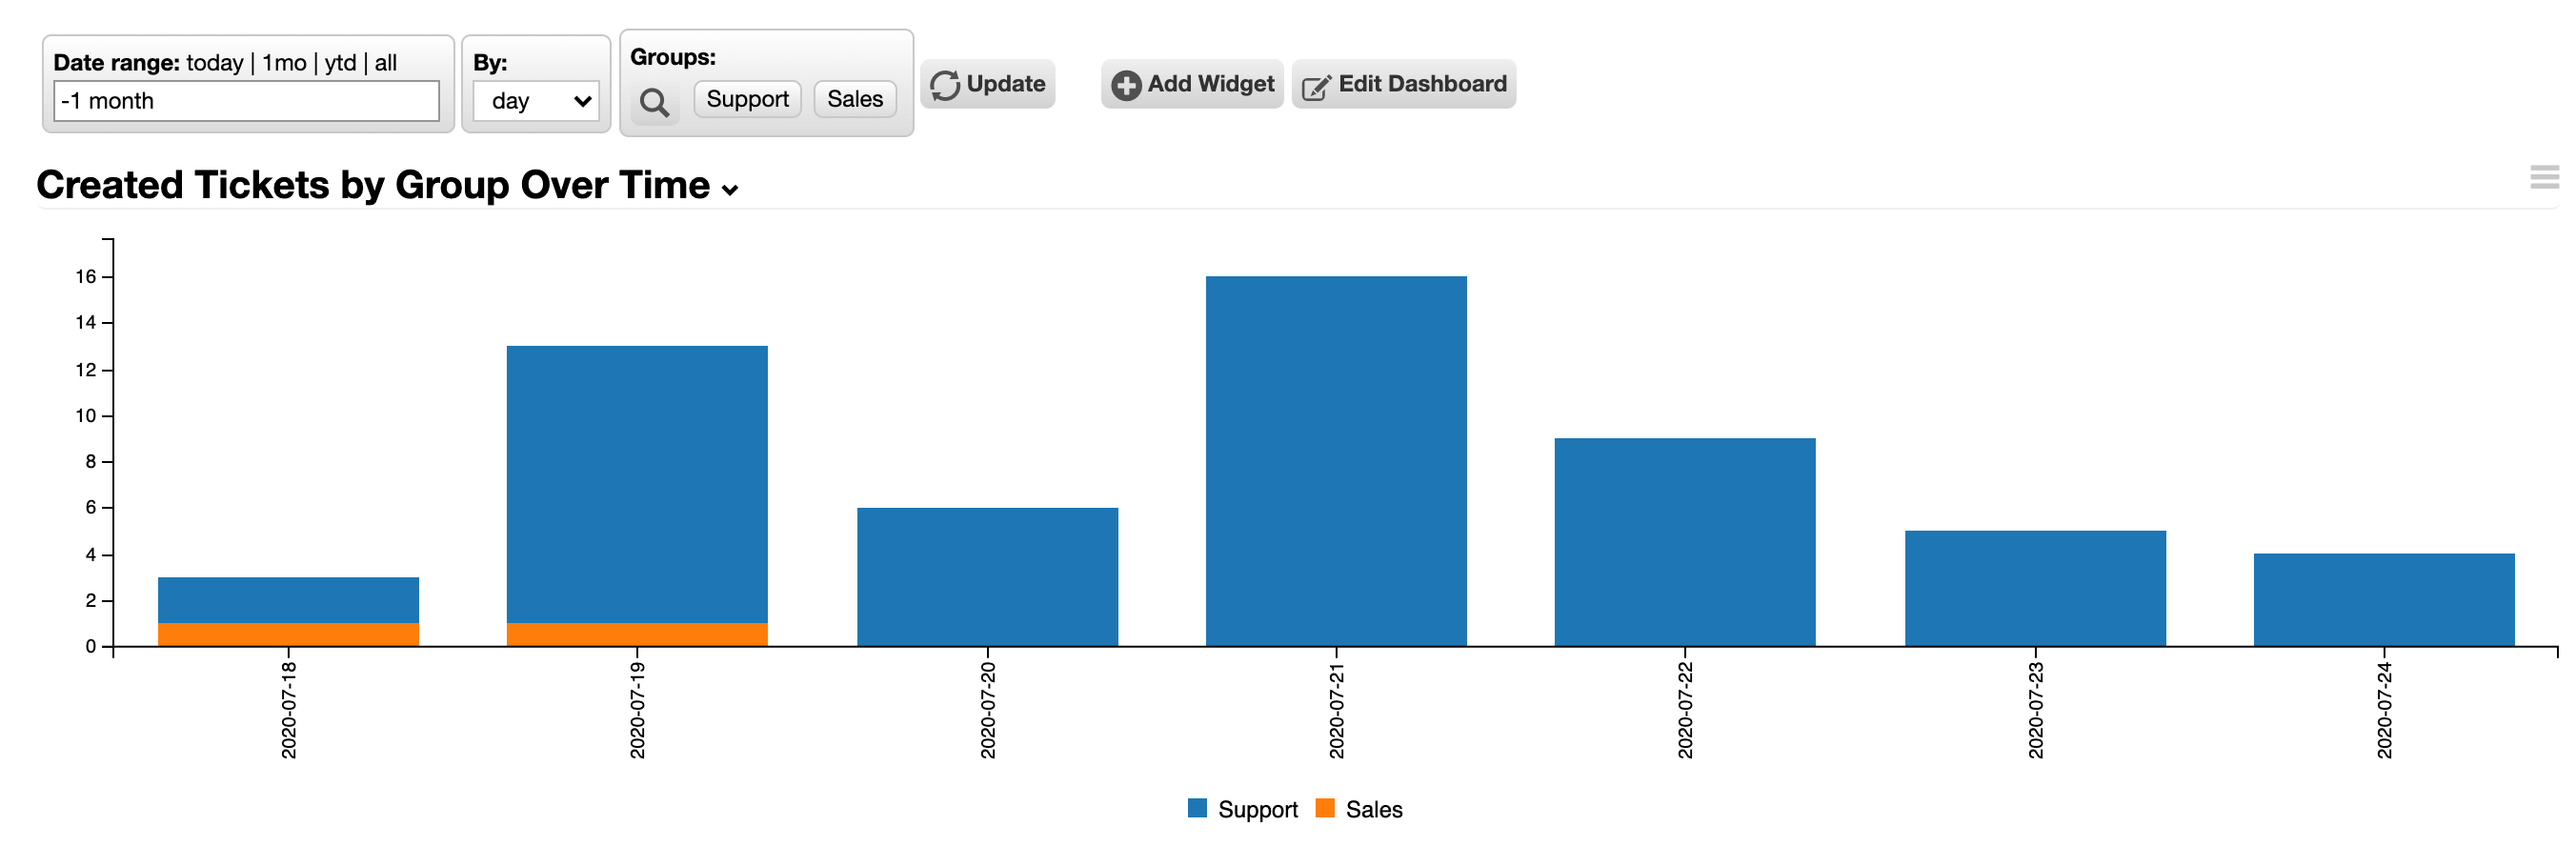 Date range: today | 1mo | ytd | all
-1 month
By:
day
Groups:
Support Sales
Update
Add Widget
Edit Dashboard
Created Tickets by Group Over Time
16
14
12
10
8
6
4
2
0
2020-07-18
2020-07-19
2020-07-20
2020-07-21
2020-07-22
2020-07-23
2020-07-24
Support Sales